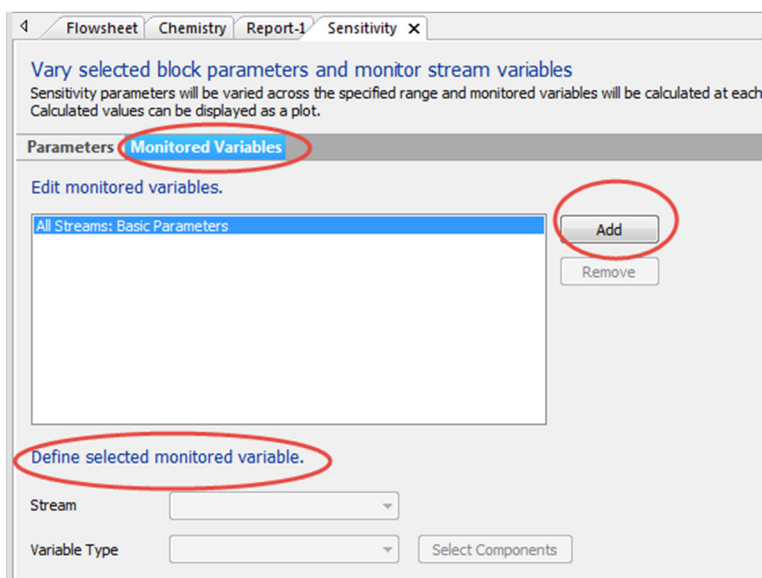 Flowsheet Chemistry Report-1 Sensitivity
Vary selected block parameters and monitor stream variables
Sensitivity parameters will be varied across the specified range and monitored variables will be calculated at each
Calculated values can be displayed as a plot.
Parameters Monitored Variables
Edit monitored variables.
All Streams: Basic Parameters
Add
Remove
Define selected monitored variable.
Stream
Variable Type Select Components